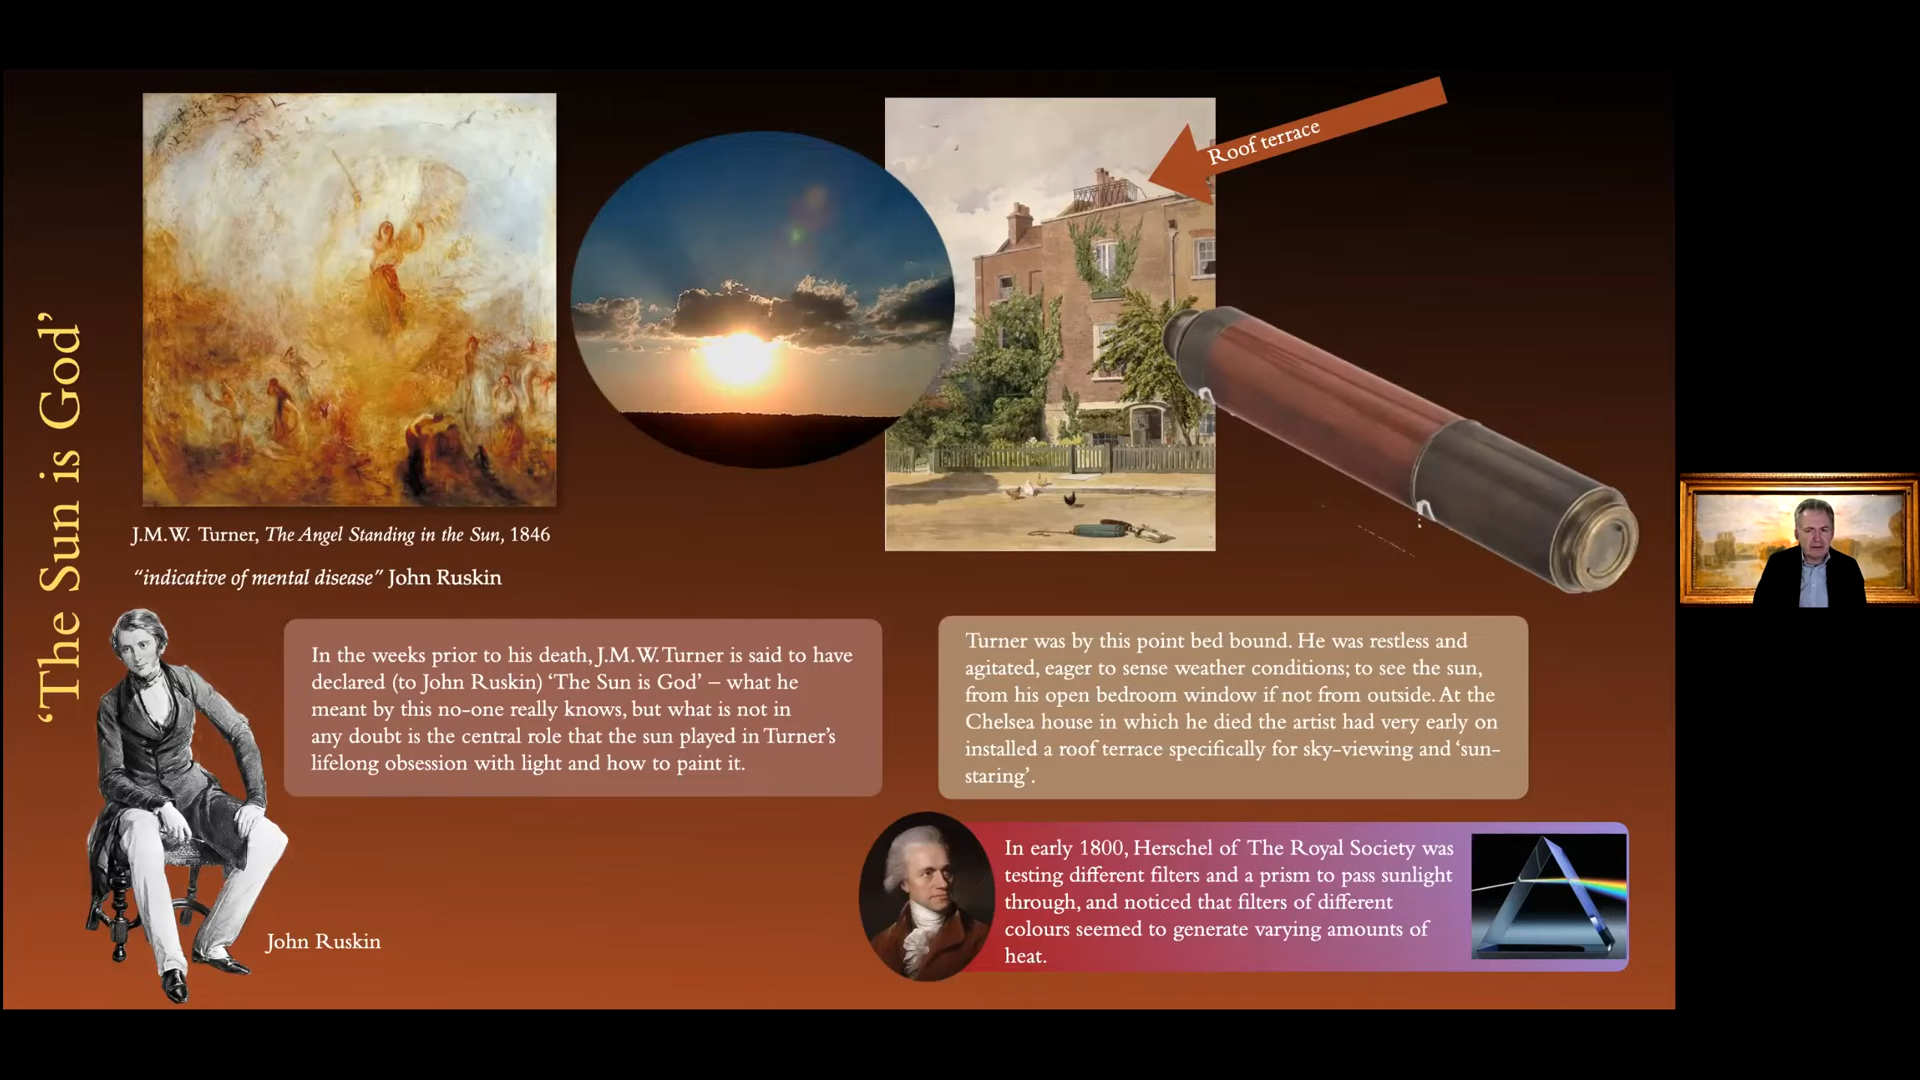 ‘The Sun is God’
Roof terrace
J.M.W. Turner, The Angel Standing in the Sun, 1846
“indicative of mental disease” John Ruskin
In the weeks prior to his death, J.M.W. Turner is said to have
declared (to John Ruskin) ‘The Sun is God’ – what he
meant by this no-one really knows, but what is not in
any doubt is the central role that the sun played in Turner’s
lifelong obsession with light and how to paint it.
Turner was by this point bed bound. He was restless and
agitated, eager to sense weather conditions; to see the sun,
from his open bedroom window if not from outside. At the
Chelsea house in which he died the artist had very early on
installed a roof terrace specifically for sky-viewing and ‘sun-
staring’.
John Ruskin
In early 1800, Herschel of The Royal Society was
testing different filters and a prism to pass sunlight
through, and noticed that filters of different
colours seemed to generate varying amounts of
heat.